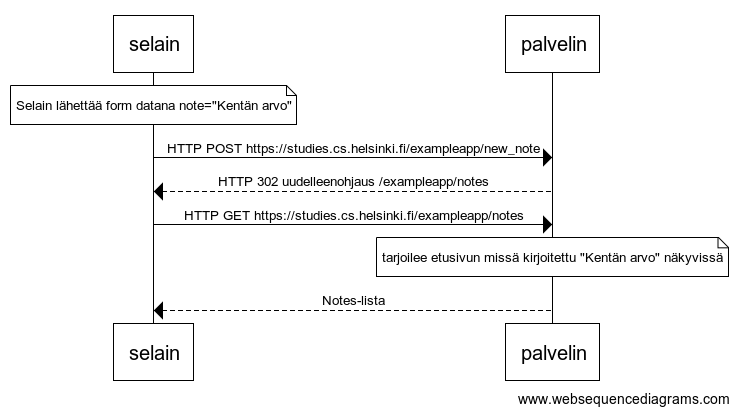 selain
palvelin
Selain lähettää form datana note="Kentän arvo"
HTTP POST https://studies.cs.helsinki.fi/exampleapp/new_note
HTTP 302 uudelleenohjaus /exampleapp/notes
HTTP GET https://studies.cs.helsinki.fi/exampleapp/notes
tarjoilee etusivun missä kirjoitettu "Kentän arvo" näkyvissä
Notes-lista
selain
palvelin
www.websequencediagrams.com